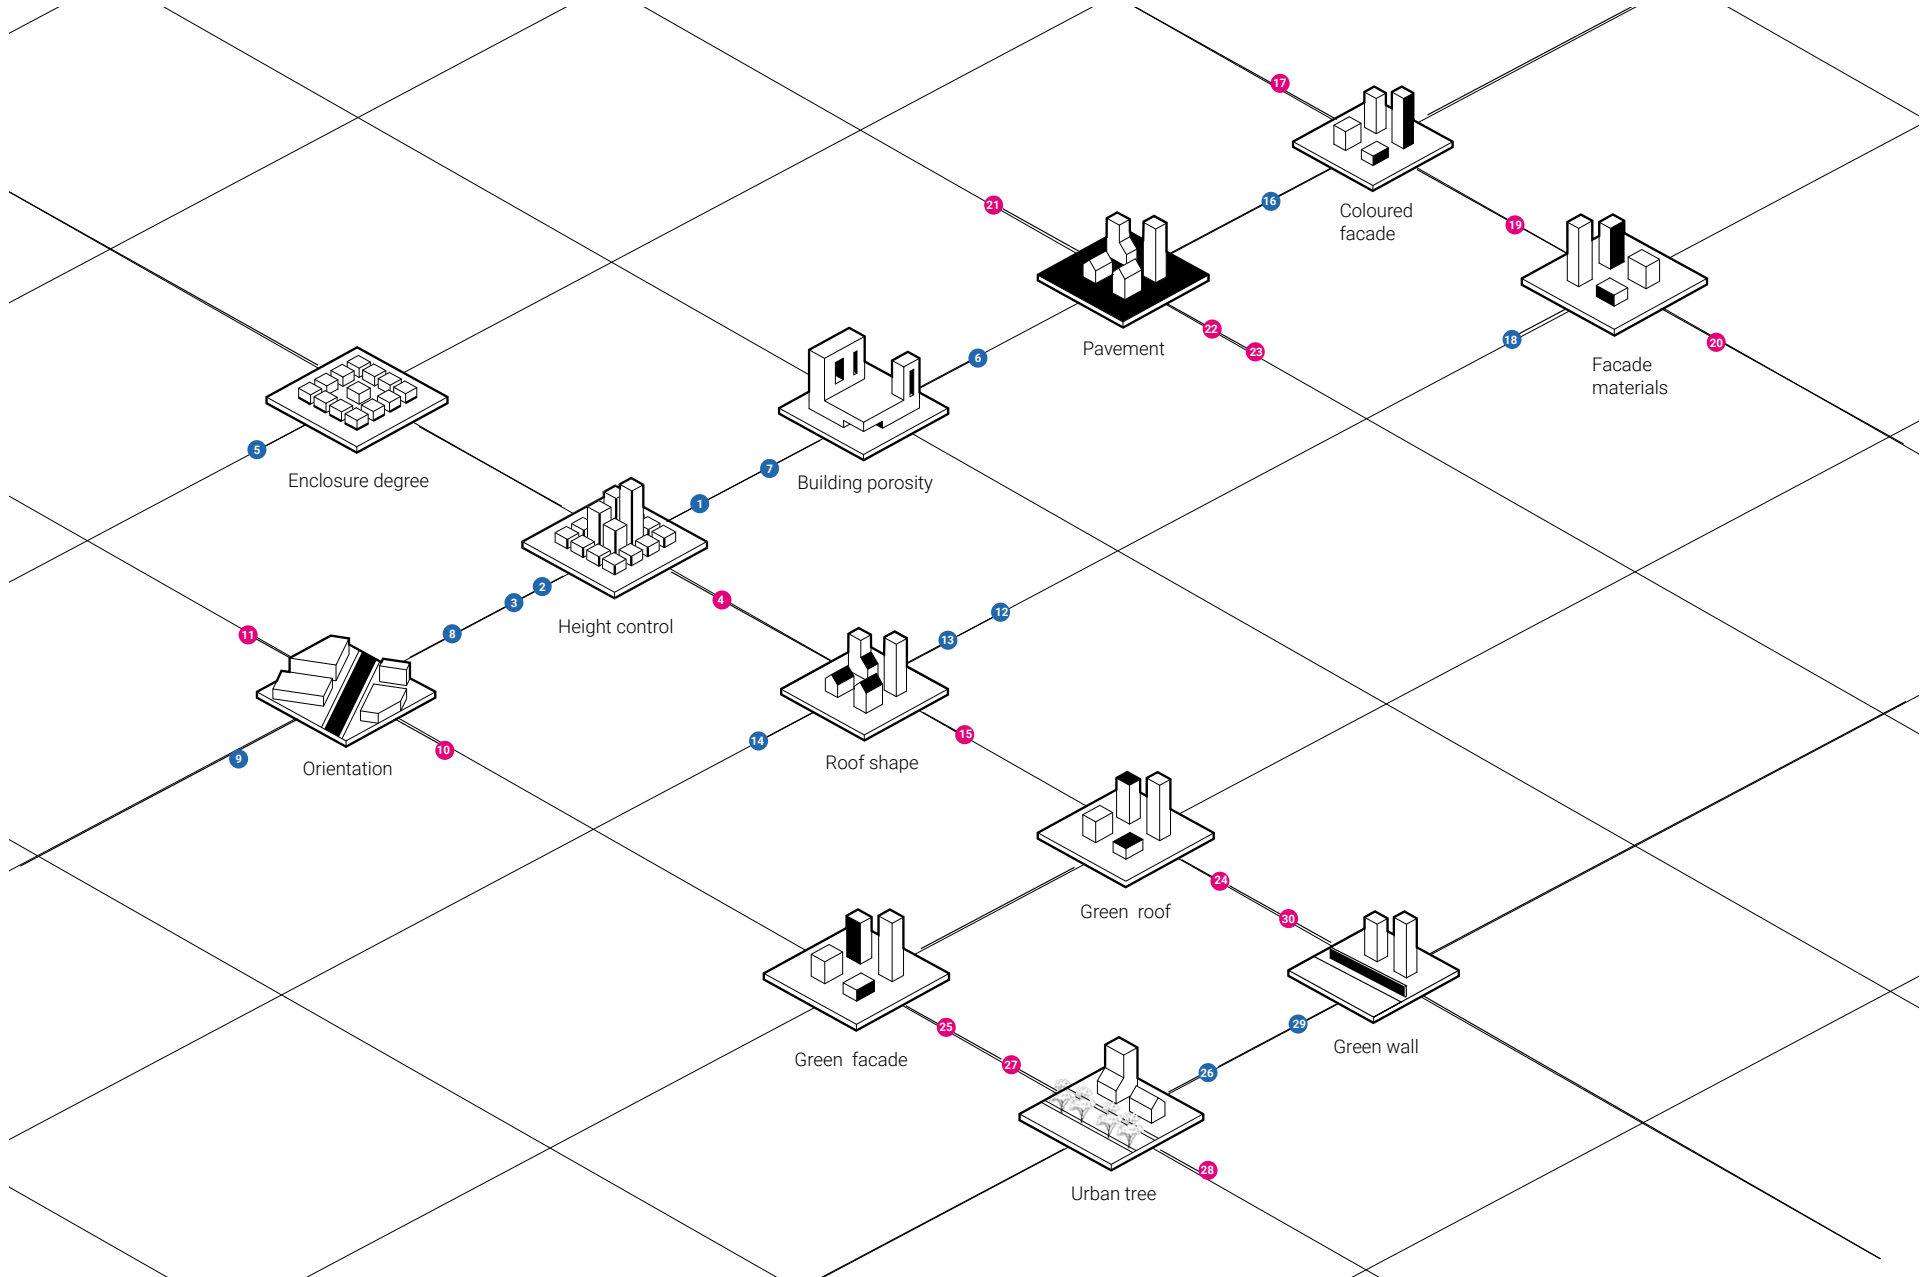 17
Coloured
facade
16
21
19
Pavement
22
23
18
20
Facade
materials
6
Building porosity
5
Enclosure degree
7
1
Height control
2
3
8
4
11
12
13
Orientation
9
10
14
Roof shape
15
Green  roof
24
30
Green  facade
25
27
29
Green wall
26
28
Urban tree